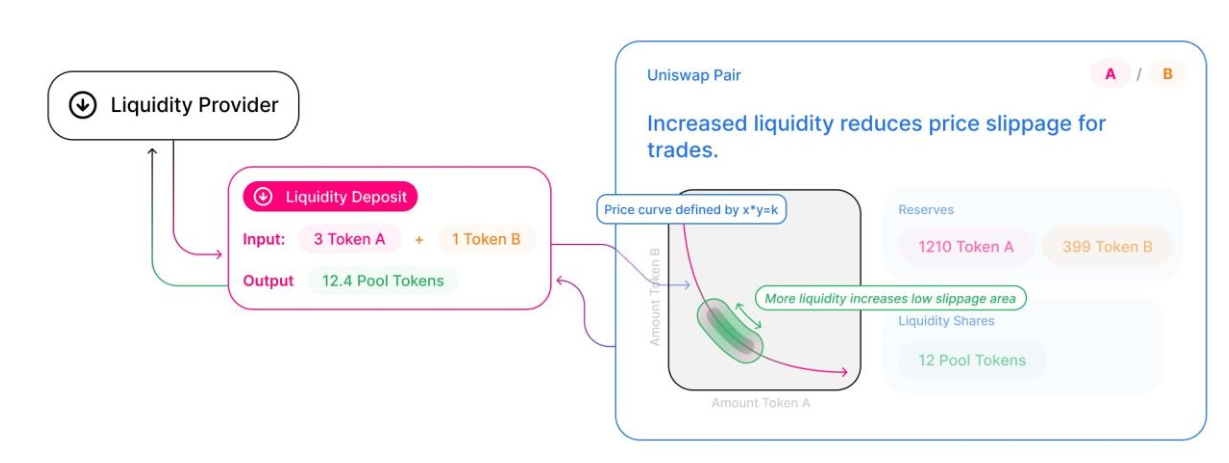 Liquidity Provider
Liquidity Deposit
Input: 3 Token A + 1 Token B
Output 12.4 Pool Tokens
Uniswap Pair
A / B
Increased liquidity reduces price slippage for
trades.
Price curve defined by x*y=k
Amount Token B
More liquidity increases low slippage area
Amount Token A
Reserves
1210 Token A 399 Token B
Liquidity Shares
12 Pool Tokens